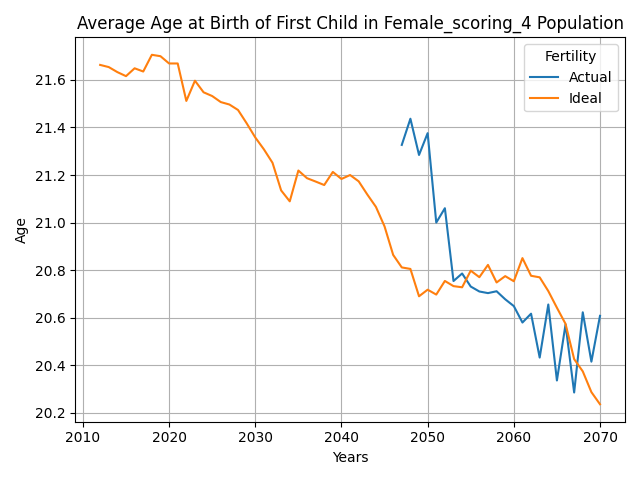 Average Age at Birth of First Child in Female_scoring_4 Population
Fertility
Actual
Ideal
Age
21.6
21.4
21.2
21.0
20.8
20.6
20.4
20.2
2010 2020 2030 2040 2050 2060 2070
Years